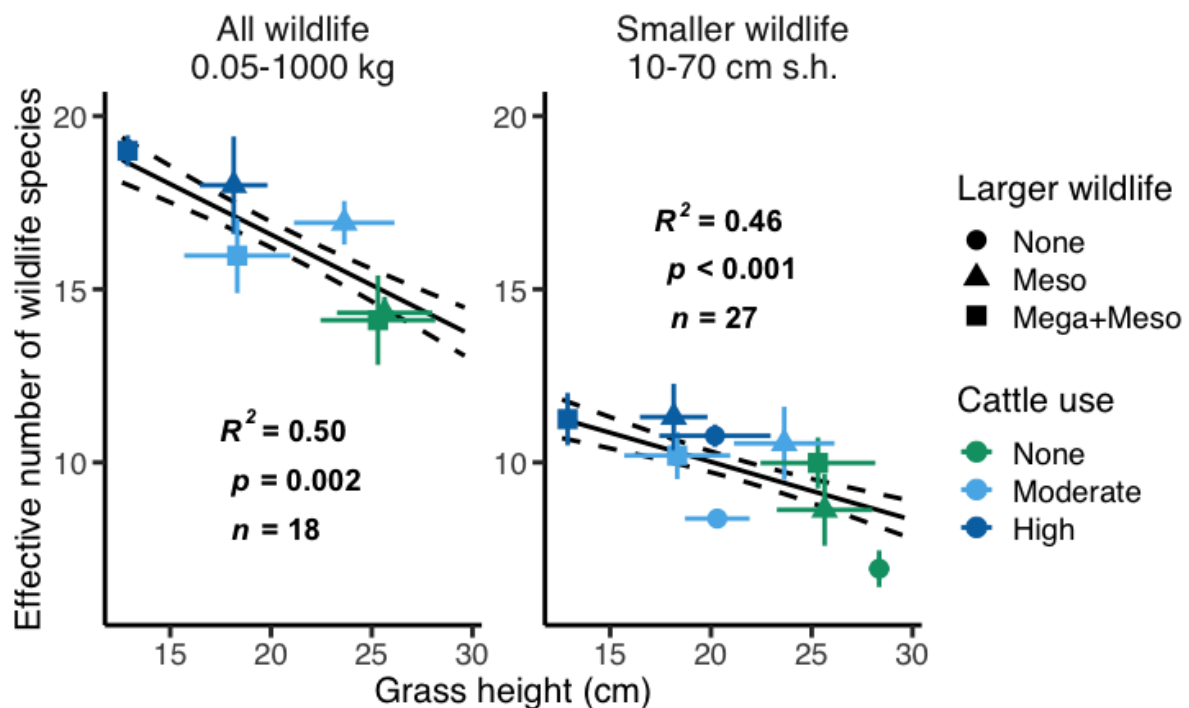 All wildlife
0.05-1000 kg
Smaller wildlife
10-70 cm s.h.
Effective number of wildlife species
20
15
10
R² = 0.50
p = 0.002
n = 18
15
20
25
30
20
15
10
R² = 0.46
p < 0.001
n = 27
15
20
25
30
Grass height (cm)
Larger wildlife
None
Meso
Mega+Meso
Cattle use
None
Moderate
High